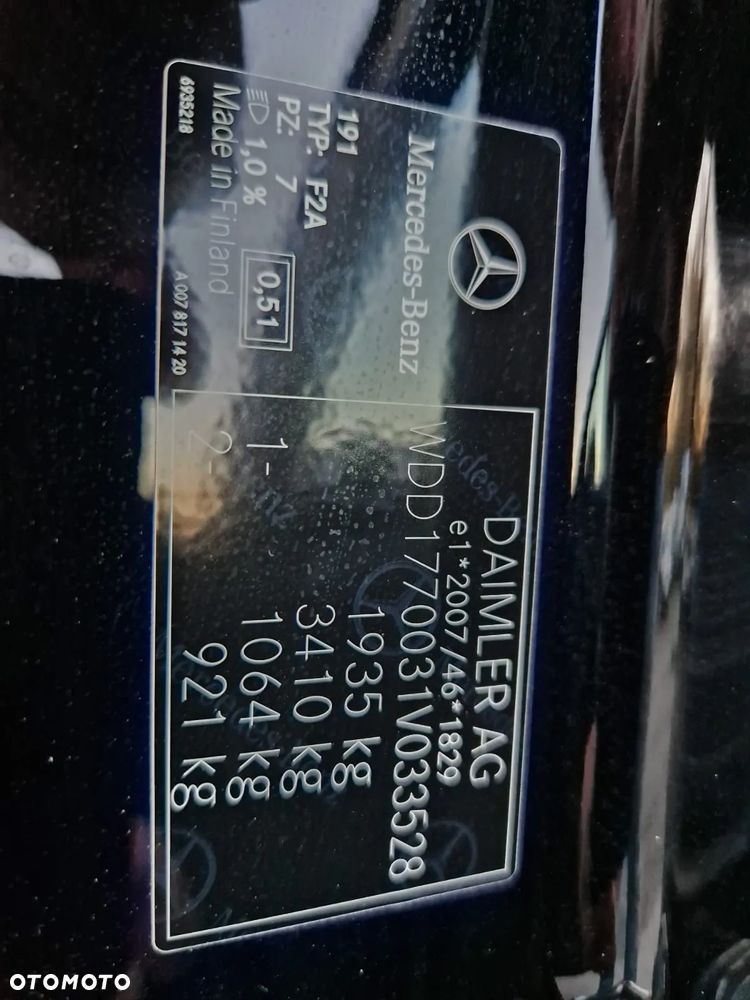 Mercedes-Benz
191
TYP: F2A
PZ: 7
1,0 %
0,51
Made in Finland
6935218
A 007 817 14 20
DAIMLER AG
e1*2007/46*1829
WDD1770031V033528
1935 kg
3410 kg
1- 1064 kg
2- 921 kg
OTOMOTO